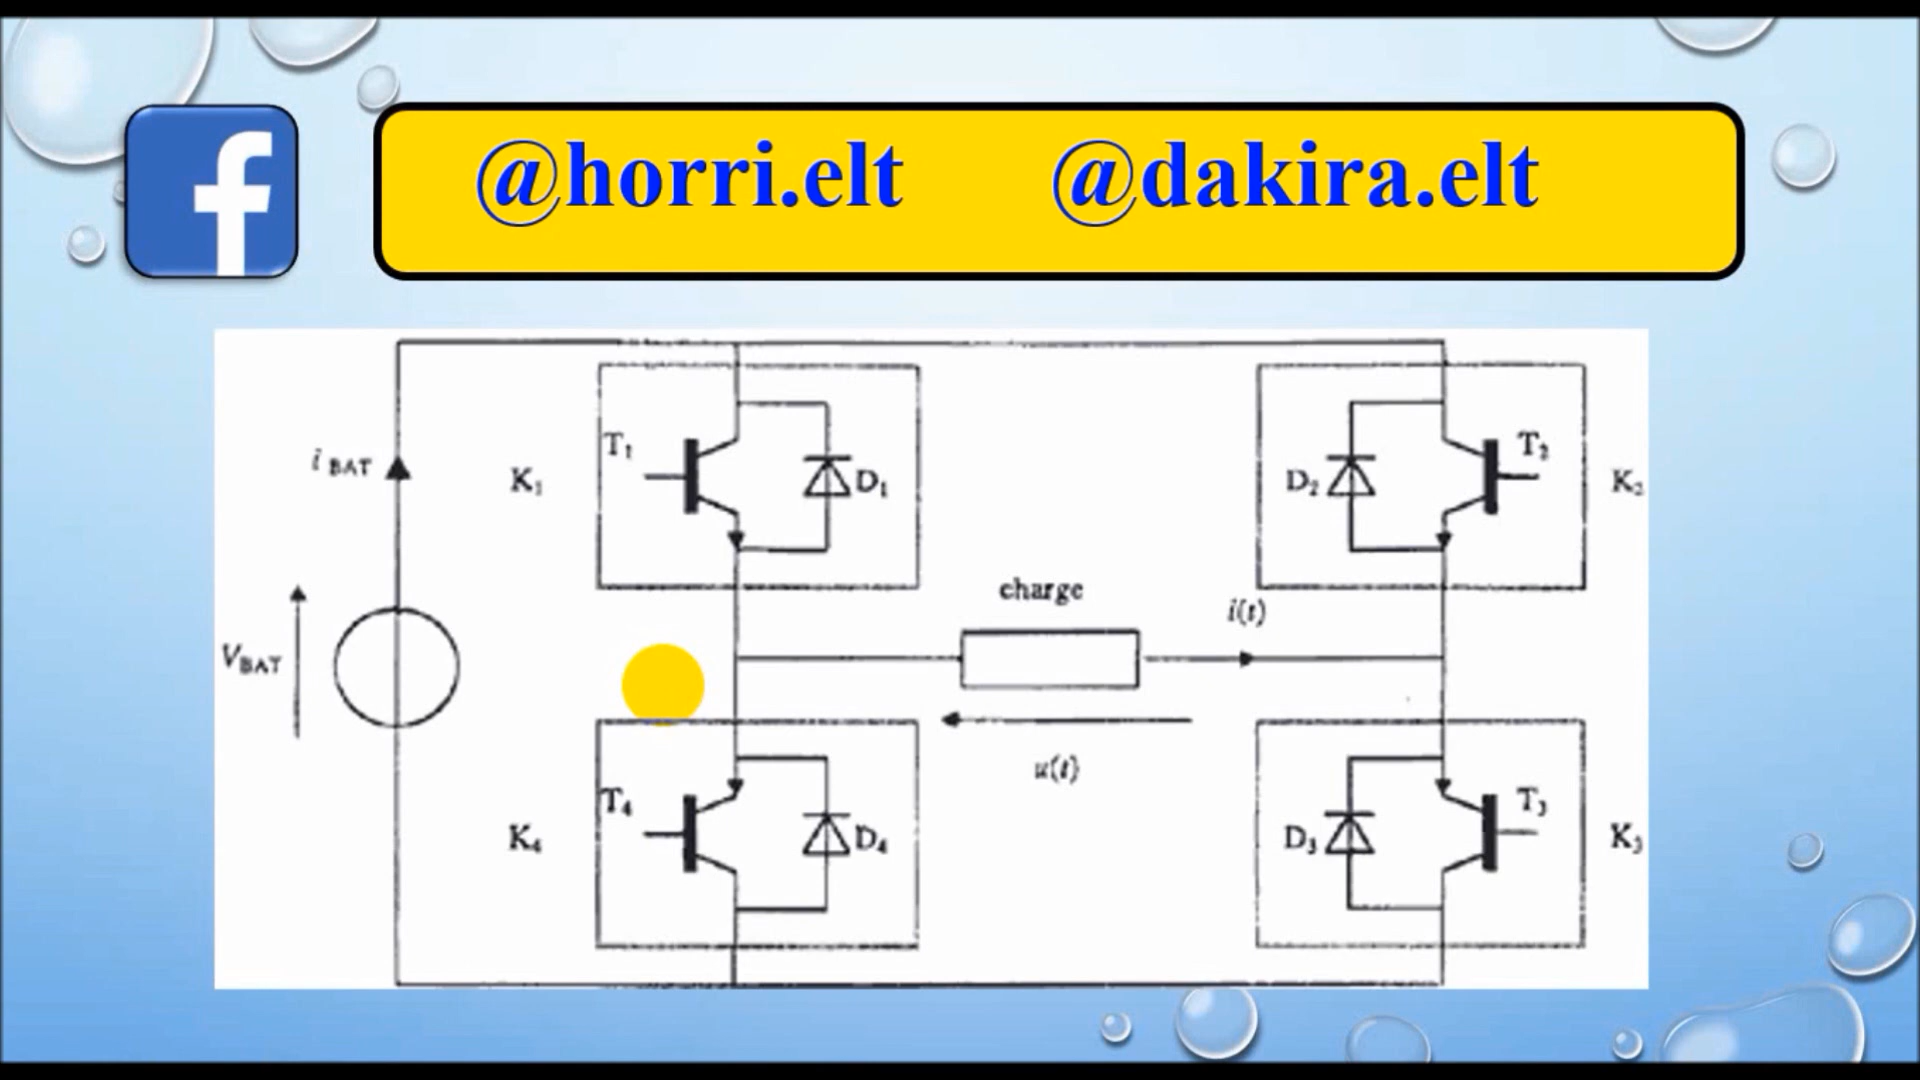 @horri.elt @dakira.elt
i BAT
K₁
T₁
D₁
D₂
T₂
K₂
charge
i(t)
VBAT
u(t)
K₄
T₄
D₄
D₃
T₃
K₃